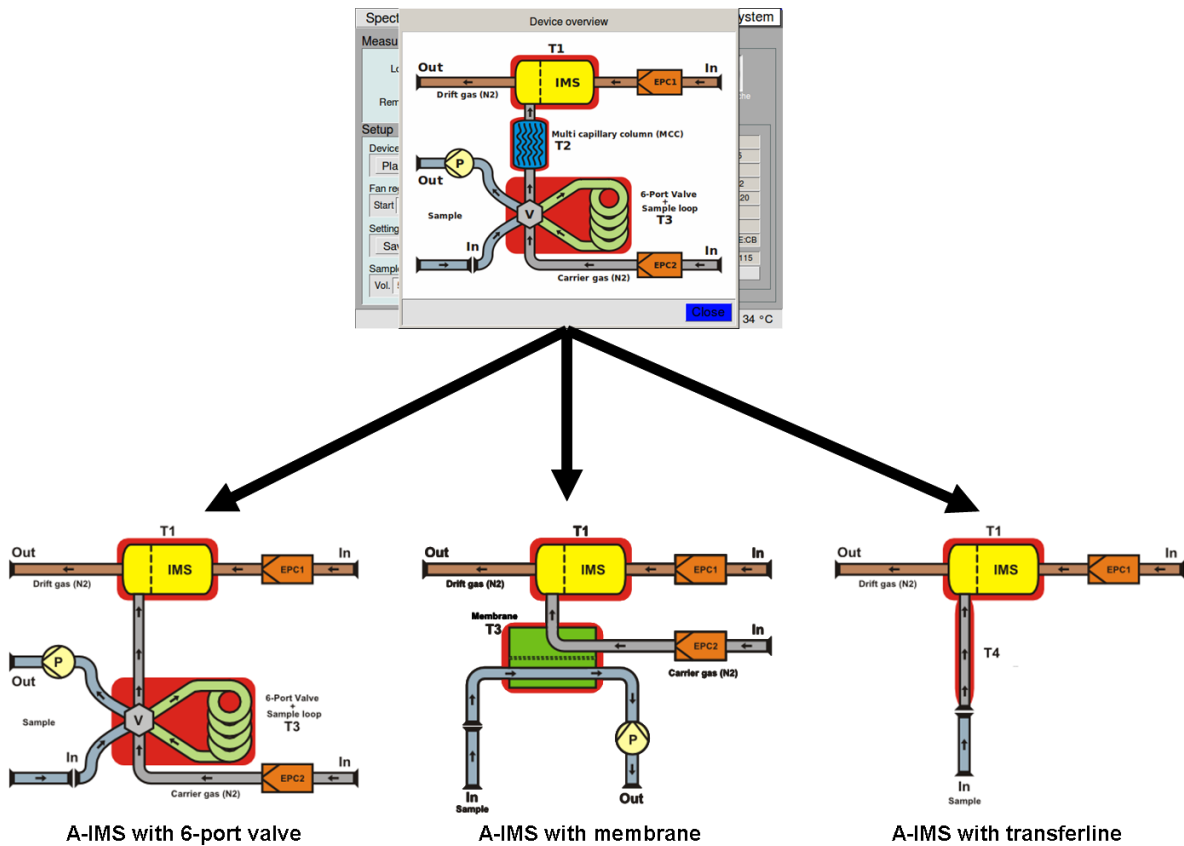 Spect
Device overview
ystem
Measu
T1
Out
In
IMS
EPC1
Lo
Drift gas (N2)
Rem
Multi capillary column (MCC)
T2
Setup
Device
Pla
P
Out
Fan re
Start
6-Port Valve
+
Sample loop
T3
Sample
V
20
Setting
Sav
In
In
E:CB
EPC2
115
Carrier gas (N2)
Sample
Vol.
Close
34 °C
T1
Out
In
IMS
EPC1
Drift gas (N2)
P
Out
6-Port Valve
+
Sample loop
T3
Sample
V
In
In
EPC2
Carrier gas (N2)
A-IMS with 6-port valve
T1
Out
In
IMS
EPC1
Drift gas (N2)
Membrane
T3
In
EPC2
Carrier gas (N2)
P
In
Sample
Out
A-IMS with membrane
T1
Out
In
IMS
EPC1
Drift gas (N2)
T4
In
Sample
A-IMS with transferline